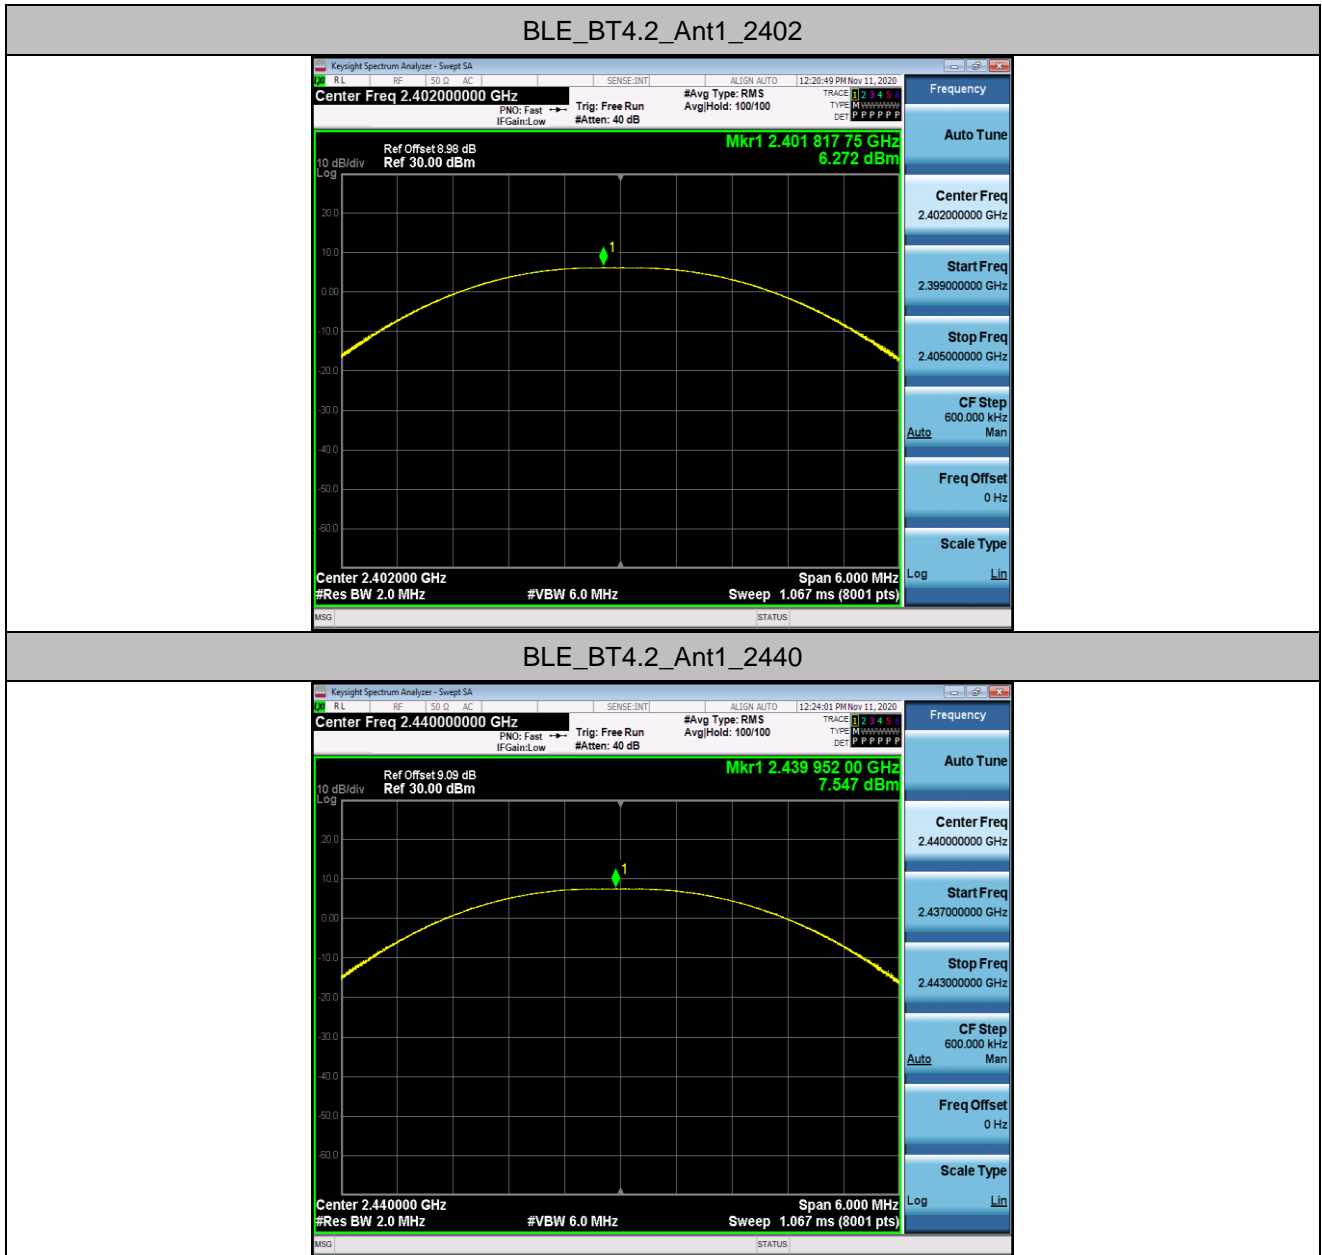 BLE_BT4.2_Ant1_2402
Keysight Spectrum Analyzer - Swept SA
RL RF 50 Ω AC SENSE:INT ALIGN AUTO 12:20:49 PM Nov 11, 2020
Center Freq 2.402000000 GHz
PNO: Fast
IFGain:Low
Trig: Free Run
#Atten: 40 dB
#Avg Type: RMS
Avg|Hold: 100/100
TRACE 1 2 3 4 5 6
TYPE M WWWWW
DET P P P P P P
Frequency
Mkr1 2.401 817 75 GHz
6.272 dBm
Ref Offset 8.98 dB
10 dB/div Ref 30.00 dBm
Log
20.0
10.0
0.00
-10.0
-20.0
-30.0
-40.0
-50.0
-60.0
1
Center 2.402000 GHz Span 6.000 MHz
#Res BW 2.0 MHz #VBW 6.0 MHz Sweep 1.067 ms (8001 pts)
MSG STATUS
Auto Tune
Center Freq
2.402000000 GHz
Start Freq
2.399000000 GHz
Stop Freq
2.405000000 GHz
CF Step
600.000 kHz
Auto Man
Freq Offset
0 Hz
Scale Type
Log Lin
BLE_BT4.2_Ant1_2440
Keysight Spectrum Analyzer - Swept SA
RL RF 50 Ω AC SENSE:INT ALIGN AUTO 12:24:01 PM Nov 11, 2020
Center Freq 2.440000000 GHz
PNO: Fast
IFGain:Low
Trig: Free Run
#Atten: 40 dB
#Avg Type: RMS
Avg|Hold: 100/100
TRACE 1 2 3 4 5 6
TYPE M WWWWW
DET P P P P P P
Frequency
Mkr1 2.439 952 00 GHz
7.547 dBm
Ref Offset 9.09 dB
10 dB/div Ref 30.00 dBm
Log
20.0
10.0
0.00
-10.0
-20.0
-30.0
-40.0
-50.0
-60.0
1
Center 2.440000 GHz Span 6.000 MHz
#Res BW 2.0 MHz #VBW 6.0 MHz Sweep 1.067 ms (8001 pts)
MSG STATUS
Auto Tune
Center Freq
2.440000000 GHz
Start Freq
2.437000000 GHz
Stop Freq
2.443000000 GHz
CF Step
600.000 kHz
Auto Man
Freq Offset
0 Hz
Scale Type
Log Lin